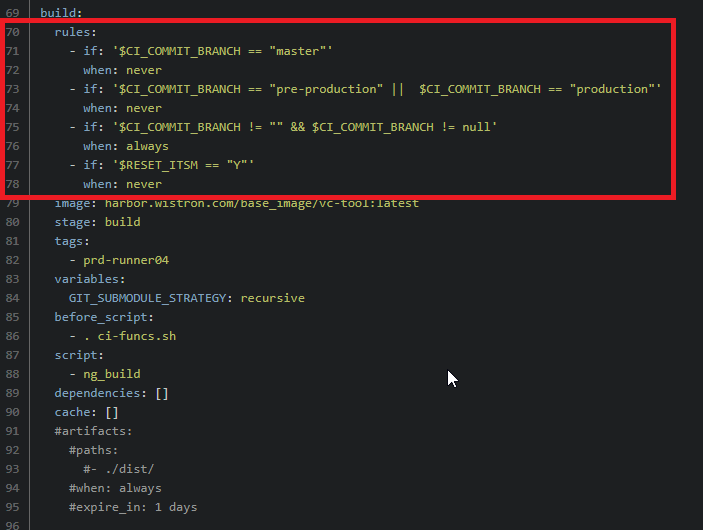 69 build:
70 rules:
71 - if: '$CI_COMMIT_BRANCH == "master"'
72 when: never
73 - if: '$CI_COMMIT_BRANCH == "pre-production" ||  $CI_COMMIT_BRANCH == "production"'
74 when: never
75 - if: '$CI_COMMIT_BRANCH != "" && $CI_COMMIT_BRANCH != null'
76 when: always
77 - if: '$RESET_ITSM == "Y"'
78 when: never
79 image: harbor.wistron.com/base_image/vc-tool:latest
80 stage: build
81 tags:
82 - prd-runner04
83 variables:
84 GIT_SUBMODULE_STRATEGY: recursive
85 before_script:
86 - . ci-funcs.sh
87 script:
88 - ng_build
89 dependencies: []
90 cache: []
91 #artifacts:
92 #paths:
93 #- ./dist/
94 #when: always
95 #expire_in: 1 days
96